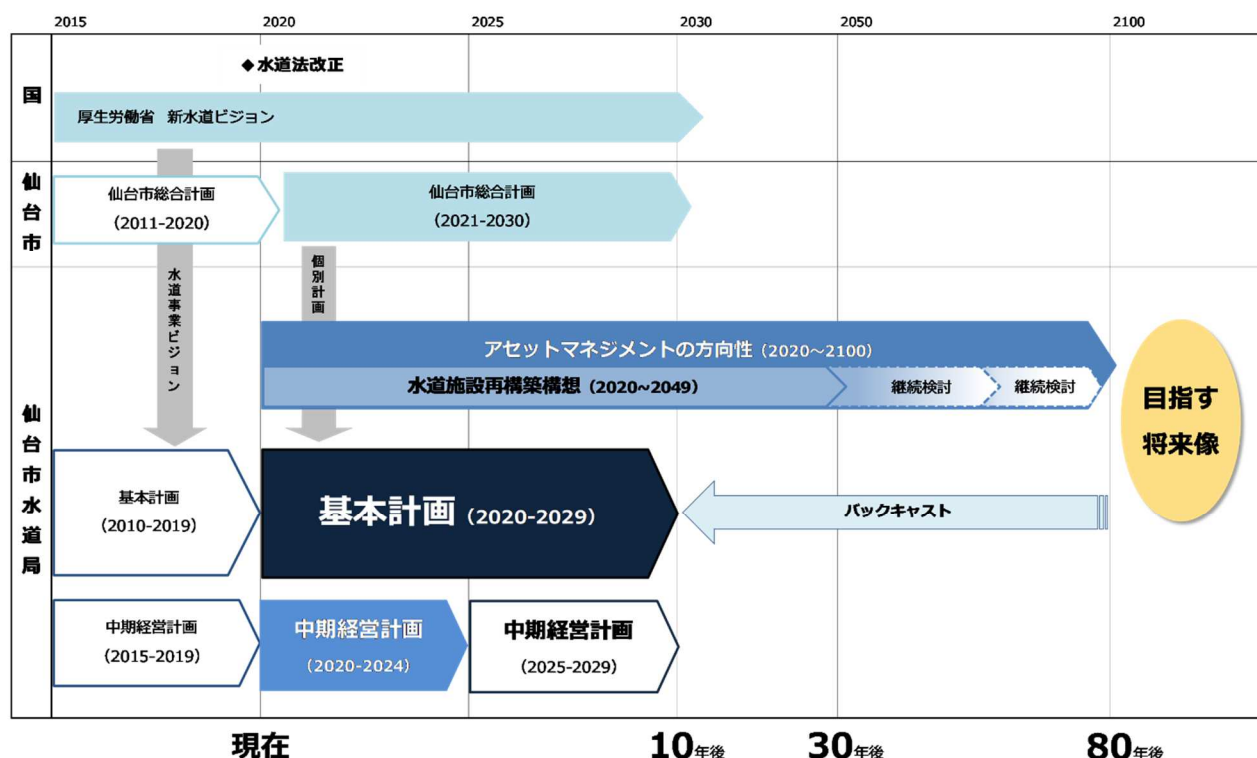 2015
2020
2025
2030
2050
2100
国
◆水道法改正
厚生労働省 新水道ビジョン
仙台市
仙台市総合計画
(2011-2020)
仙台市総合計画
(2021-2030)
水道事業ビジョン
個別計画
仙台市水道局
アセットマネジメントの方向性(2020~2100)
水道施設再構築構想(2020~2049)
継続検討
継続検討
目指す
将来像
基本計画
(2010-2019)
基本計画(2020-2029)
バックキャスト
中期経営計画
(2015-2019)
中期経営計画
(2020-2024)
中期経営計画
(2025-2029)
現在
10年後
30年後
80年後